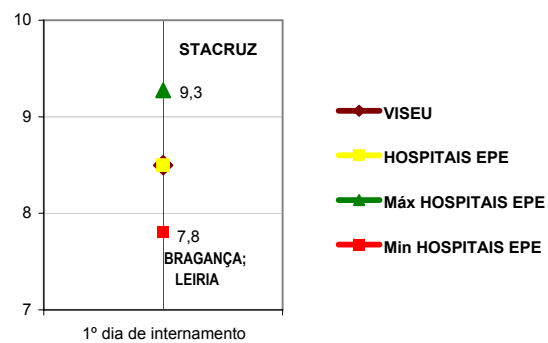 10
STACRUZ
9,3
9
8
7,8
BRAGANÇA;
LEIRIA
7
1º dia de internamento
VISEU
HOSPITAIS EPE
Máx HOSPITAIS EPE
Min HOSPITAIS EPE